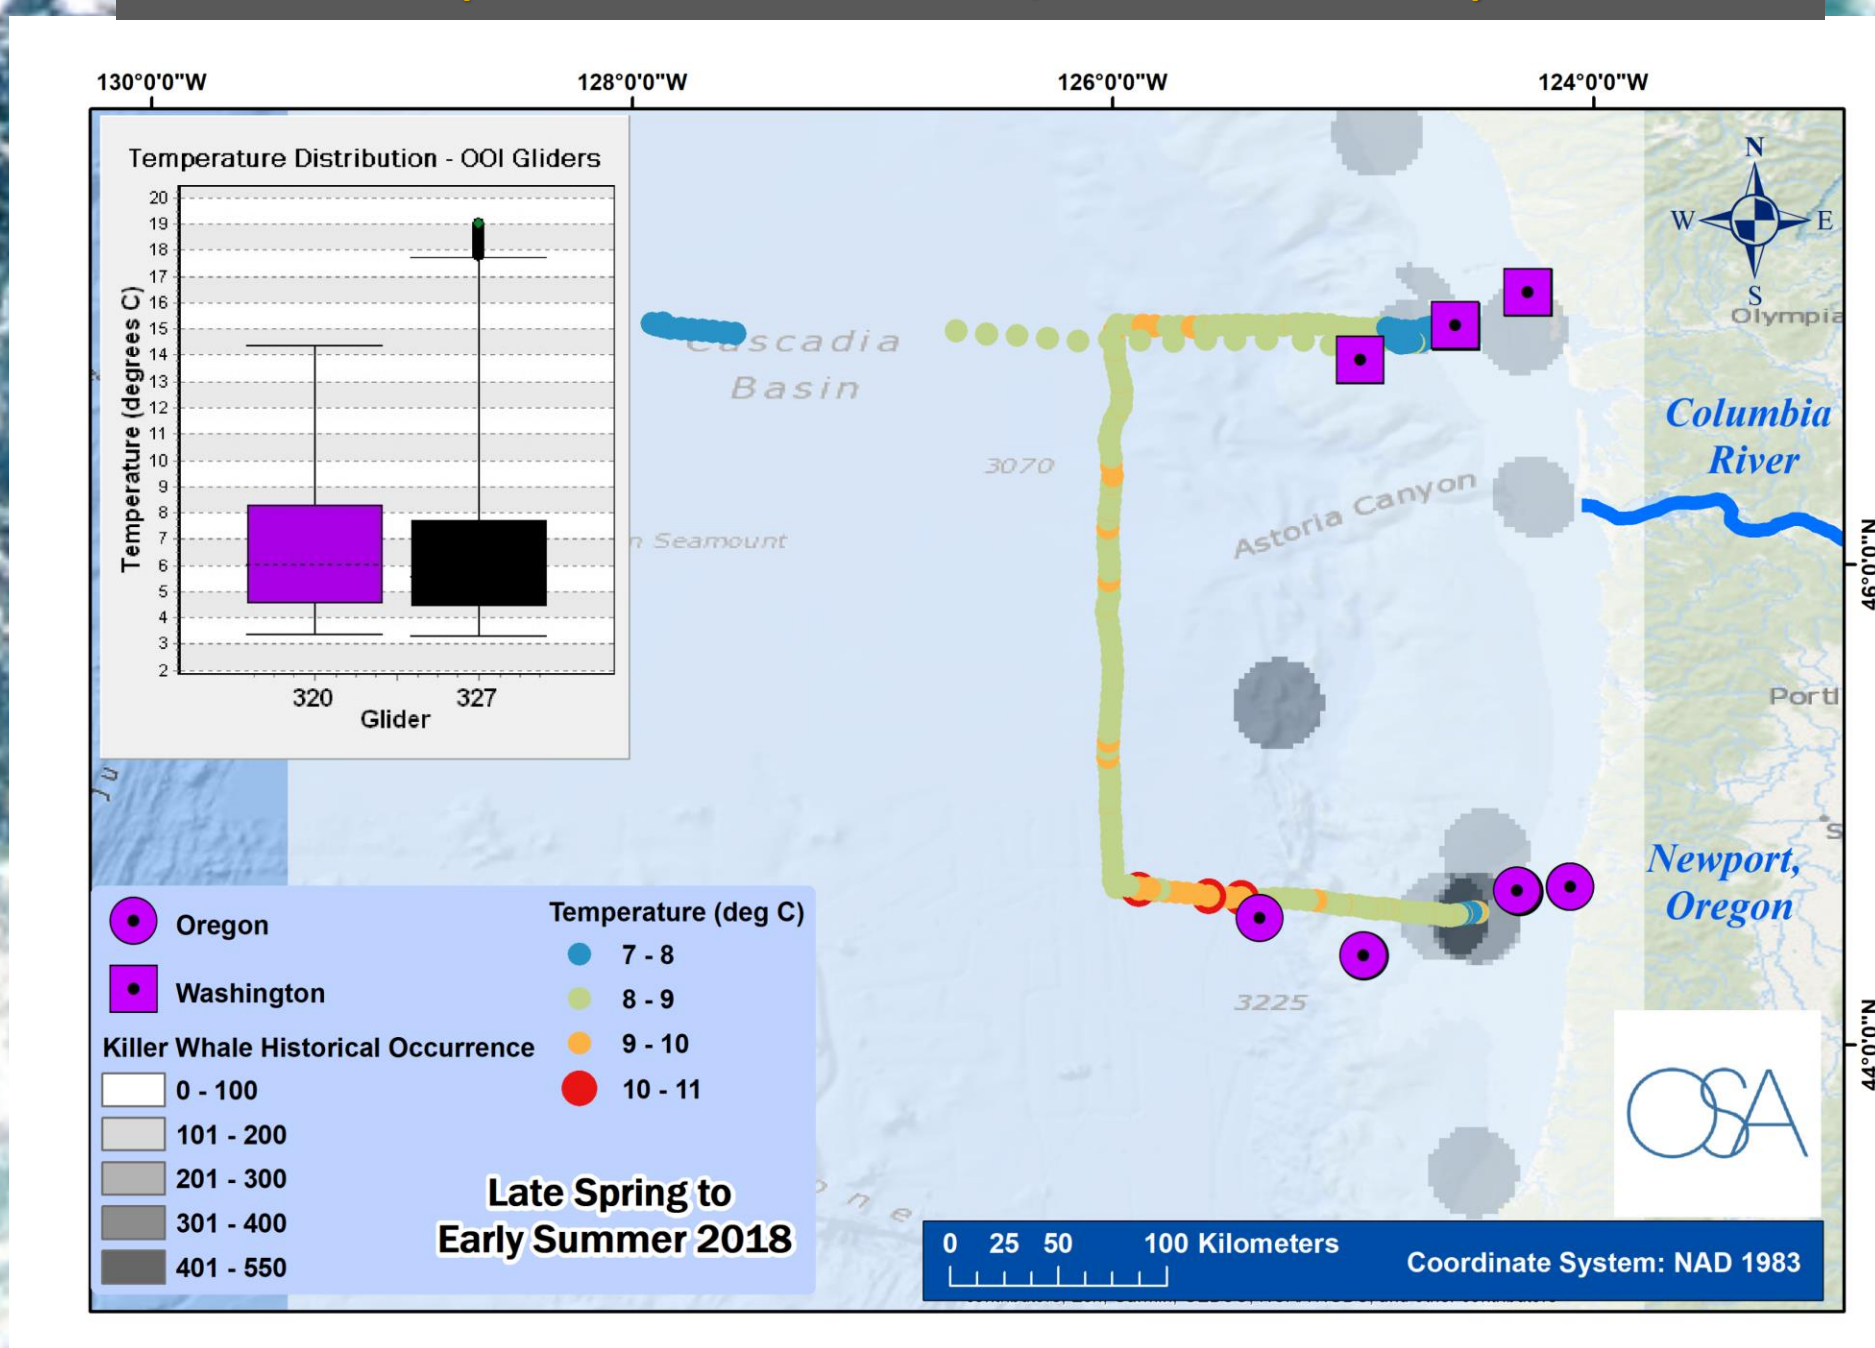 130°0'0"W
128°0'0"W
126°0'0"W
124°0'0"W
Temperature Distribution - OOI Gliders
20
19
18
17
16
15
14
13
12
11
10
9
8
7
6
5
4
3
2
Temperature (degrees C)
320
327
Glider
Cascadia
Basin
3070
n Seamount
Astoria Canyon
3225
N
W
E
S
Olympia
Columbia
River
46°0'0"N
Portl
S
Newport,
Oregon
44°0'0"N
Oregon
Washington
Killer Whale Historical Occurrence
0 - 100
101 - 200
201 - 300
301 - 400
401 - 550
Temperature (deg C)
7 - 8
8 - 9
9 - 10
10 - 11
Late Spring to
Early Summer 2018
OSA
0 25 50 100 Kilometers
Coordinate System: NAD 1983